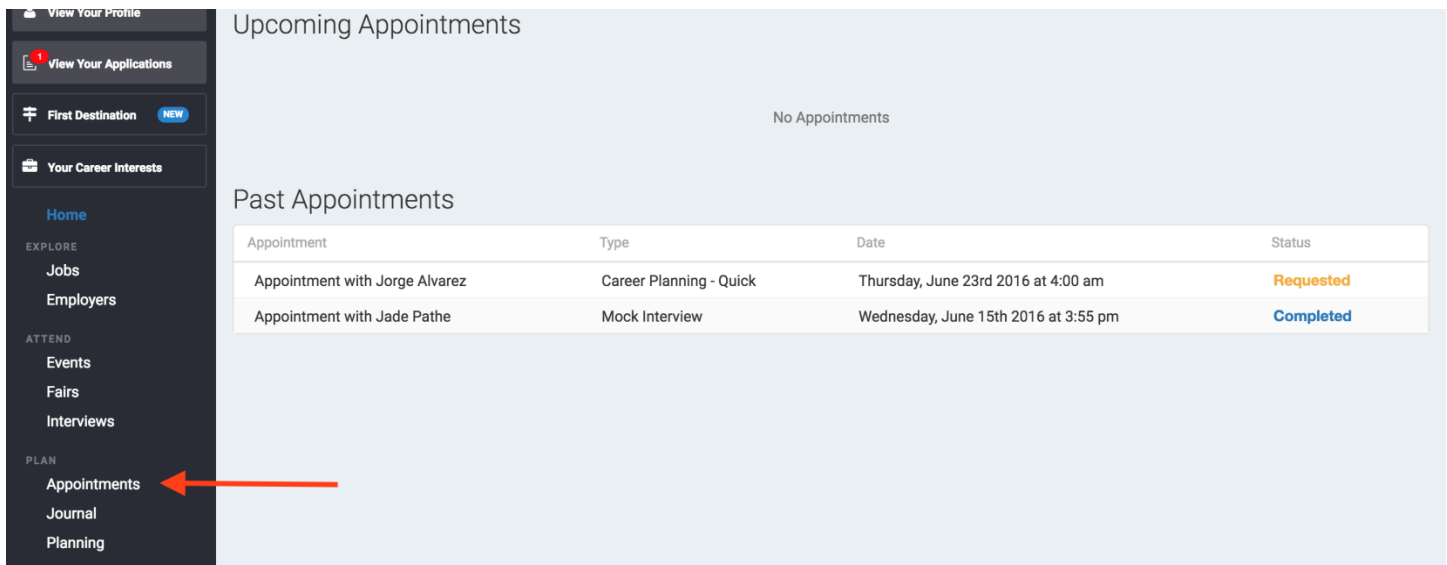 View Your Profile
1
View Your Applications
First Destination NEW
Your Career Interests
Home
EXPLORE
Jobs
Employers
ATTEND
Events
Fairs
Interviews
PLAN
Appointments
Journal
Planning
Upcoming Appointments
No Appointments
Past Appointments
Appointment Type Date Status
Appointment with Jorge Alvarez Career Planning - Quick Thursday, June 23rd 2016 at 4:00 am Requested
Appointment with Jade Pathe Mock Interview Wednesday, June 15th 2016 at 3:55 pm Completed